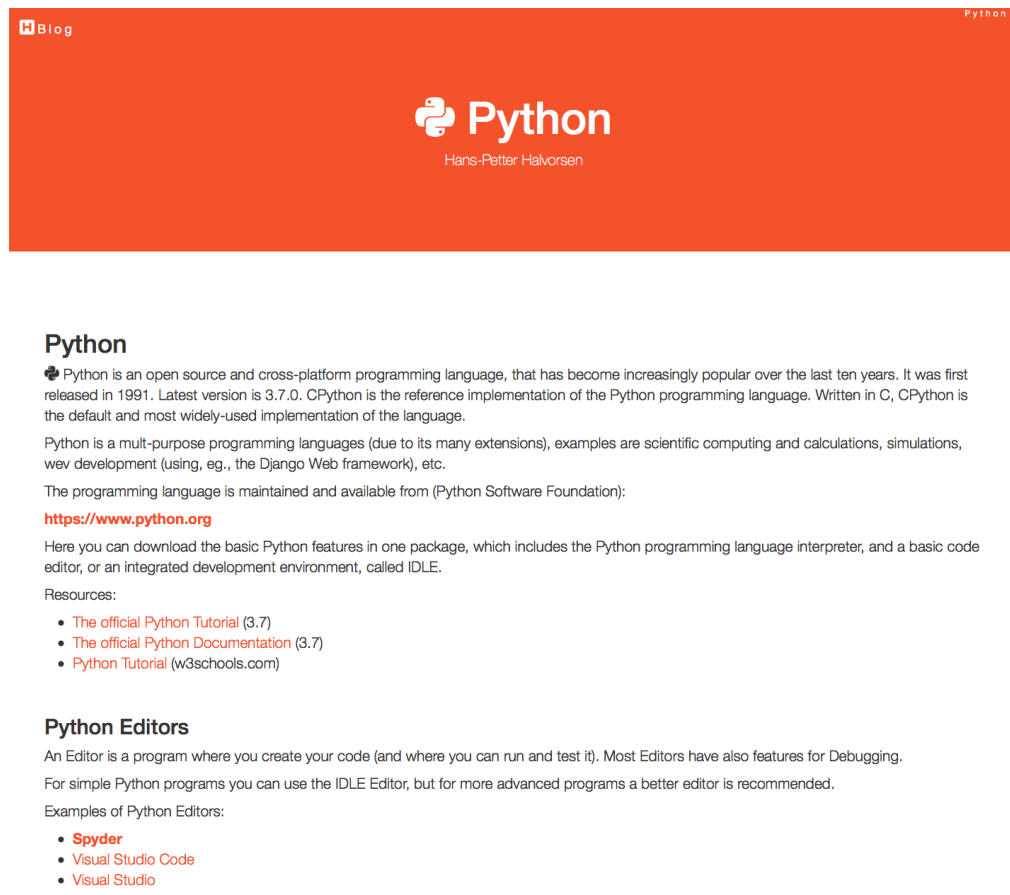 Python
H Blog
Python
Hans-Petter Halvorsen
Python
Python is an open source and cross-platform programming language, that has become increasingly popular over the last ten years. It was first
released in 1991. Latest version is 3.7.0. CPython is the reference implementation of the Python programming language. Written in C, CPython is
the default and most widely-used implementation of the language.
Python is a mult-purpose programming languages (due to its many extensions), examples are scientific computing and calculations, simulations,
wev development (using, eg., the Django Web framework), etc.
The programming language is maintained and available from (Python Software Foundation):
https://www.python.org
Here you can download the basic Python features in one package, which includes the Python programming language interpreter, and a basic code
editor, or an integrated development environment, called IDLE.
Resources:
• The official Python Tutorial (3.7)
• The official Python Documentation (3.7)
• Python Tutorial (w3schools.com)
Python Editors
An Editor is a program where you create your code (and where you can run and test it). Most Editors have also features for Debugging.
For simple Python programs you can use the IDLE Editor, but for more advanced programs a better editor is recommended.
Examples of Python Editors:
• Spyder
• Visual Studio Code
• Visual Studio